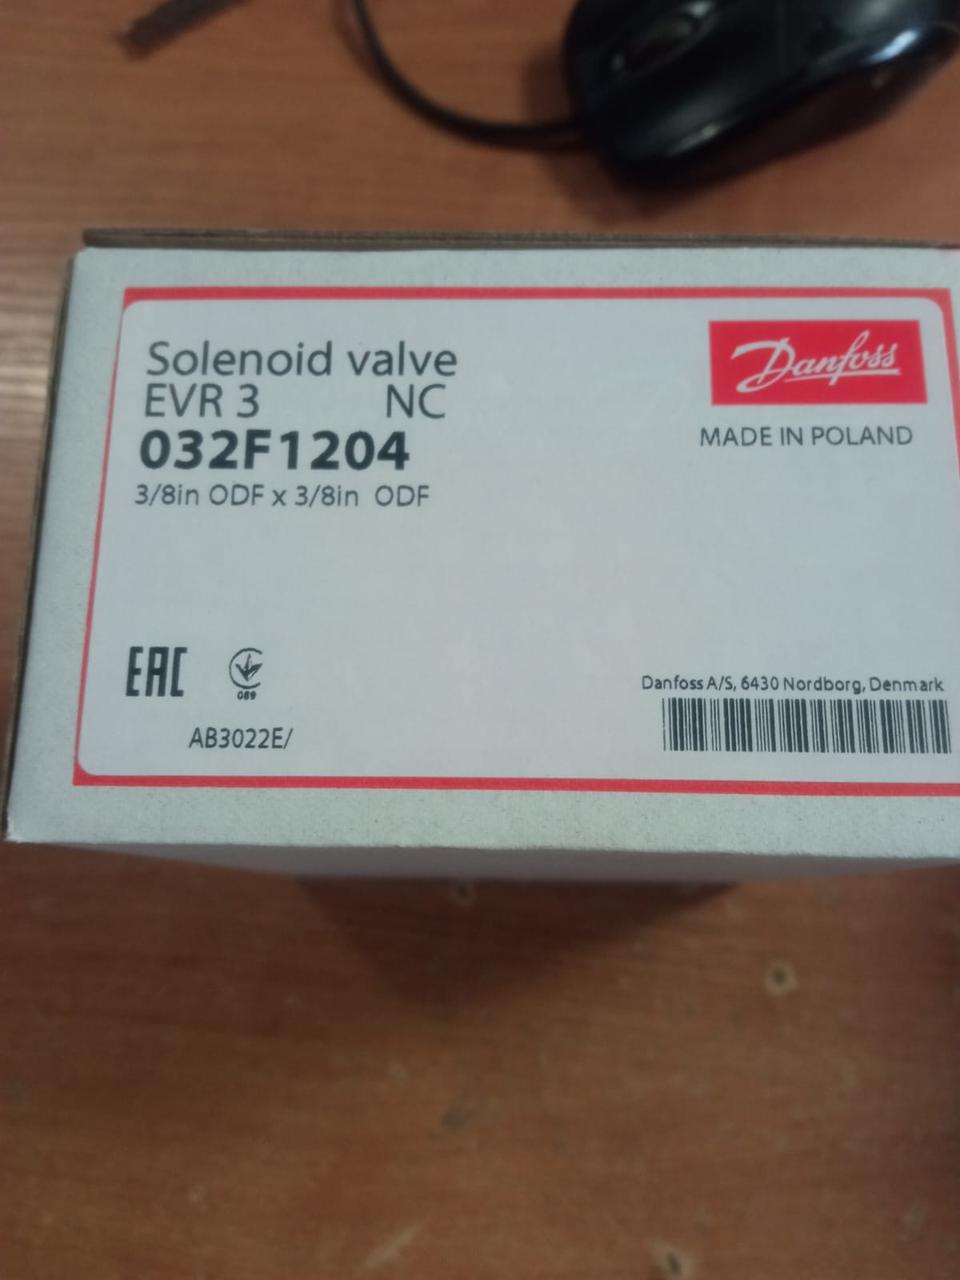 Solenoid valve
EVR 3 NC
032F1204
3/8in ODF x 3/8in ODF
Danfoss
MADE IN POLAND
EAC
089
AB3022E/
Danfoss A/S, 6430 Nordborg, Denmark